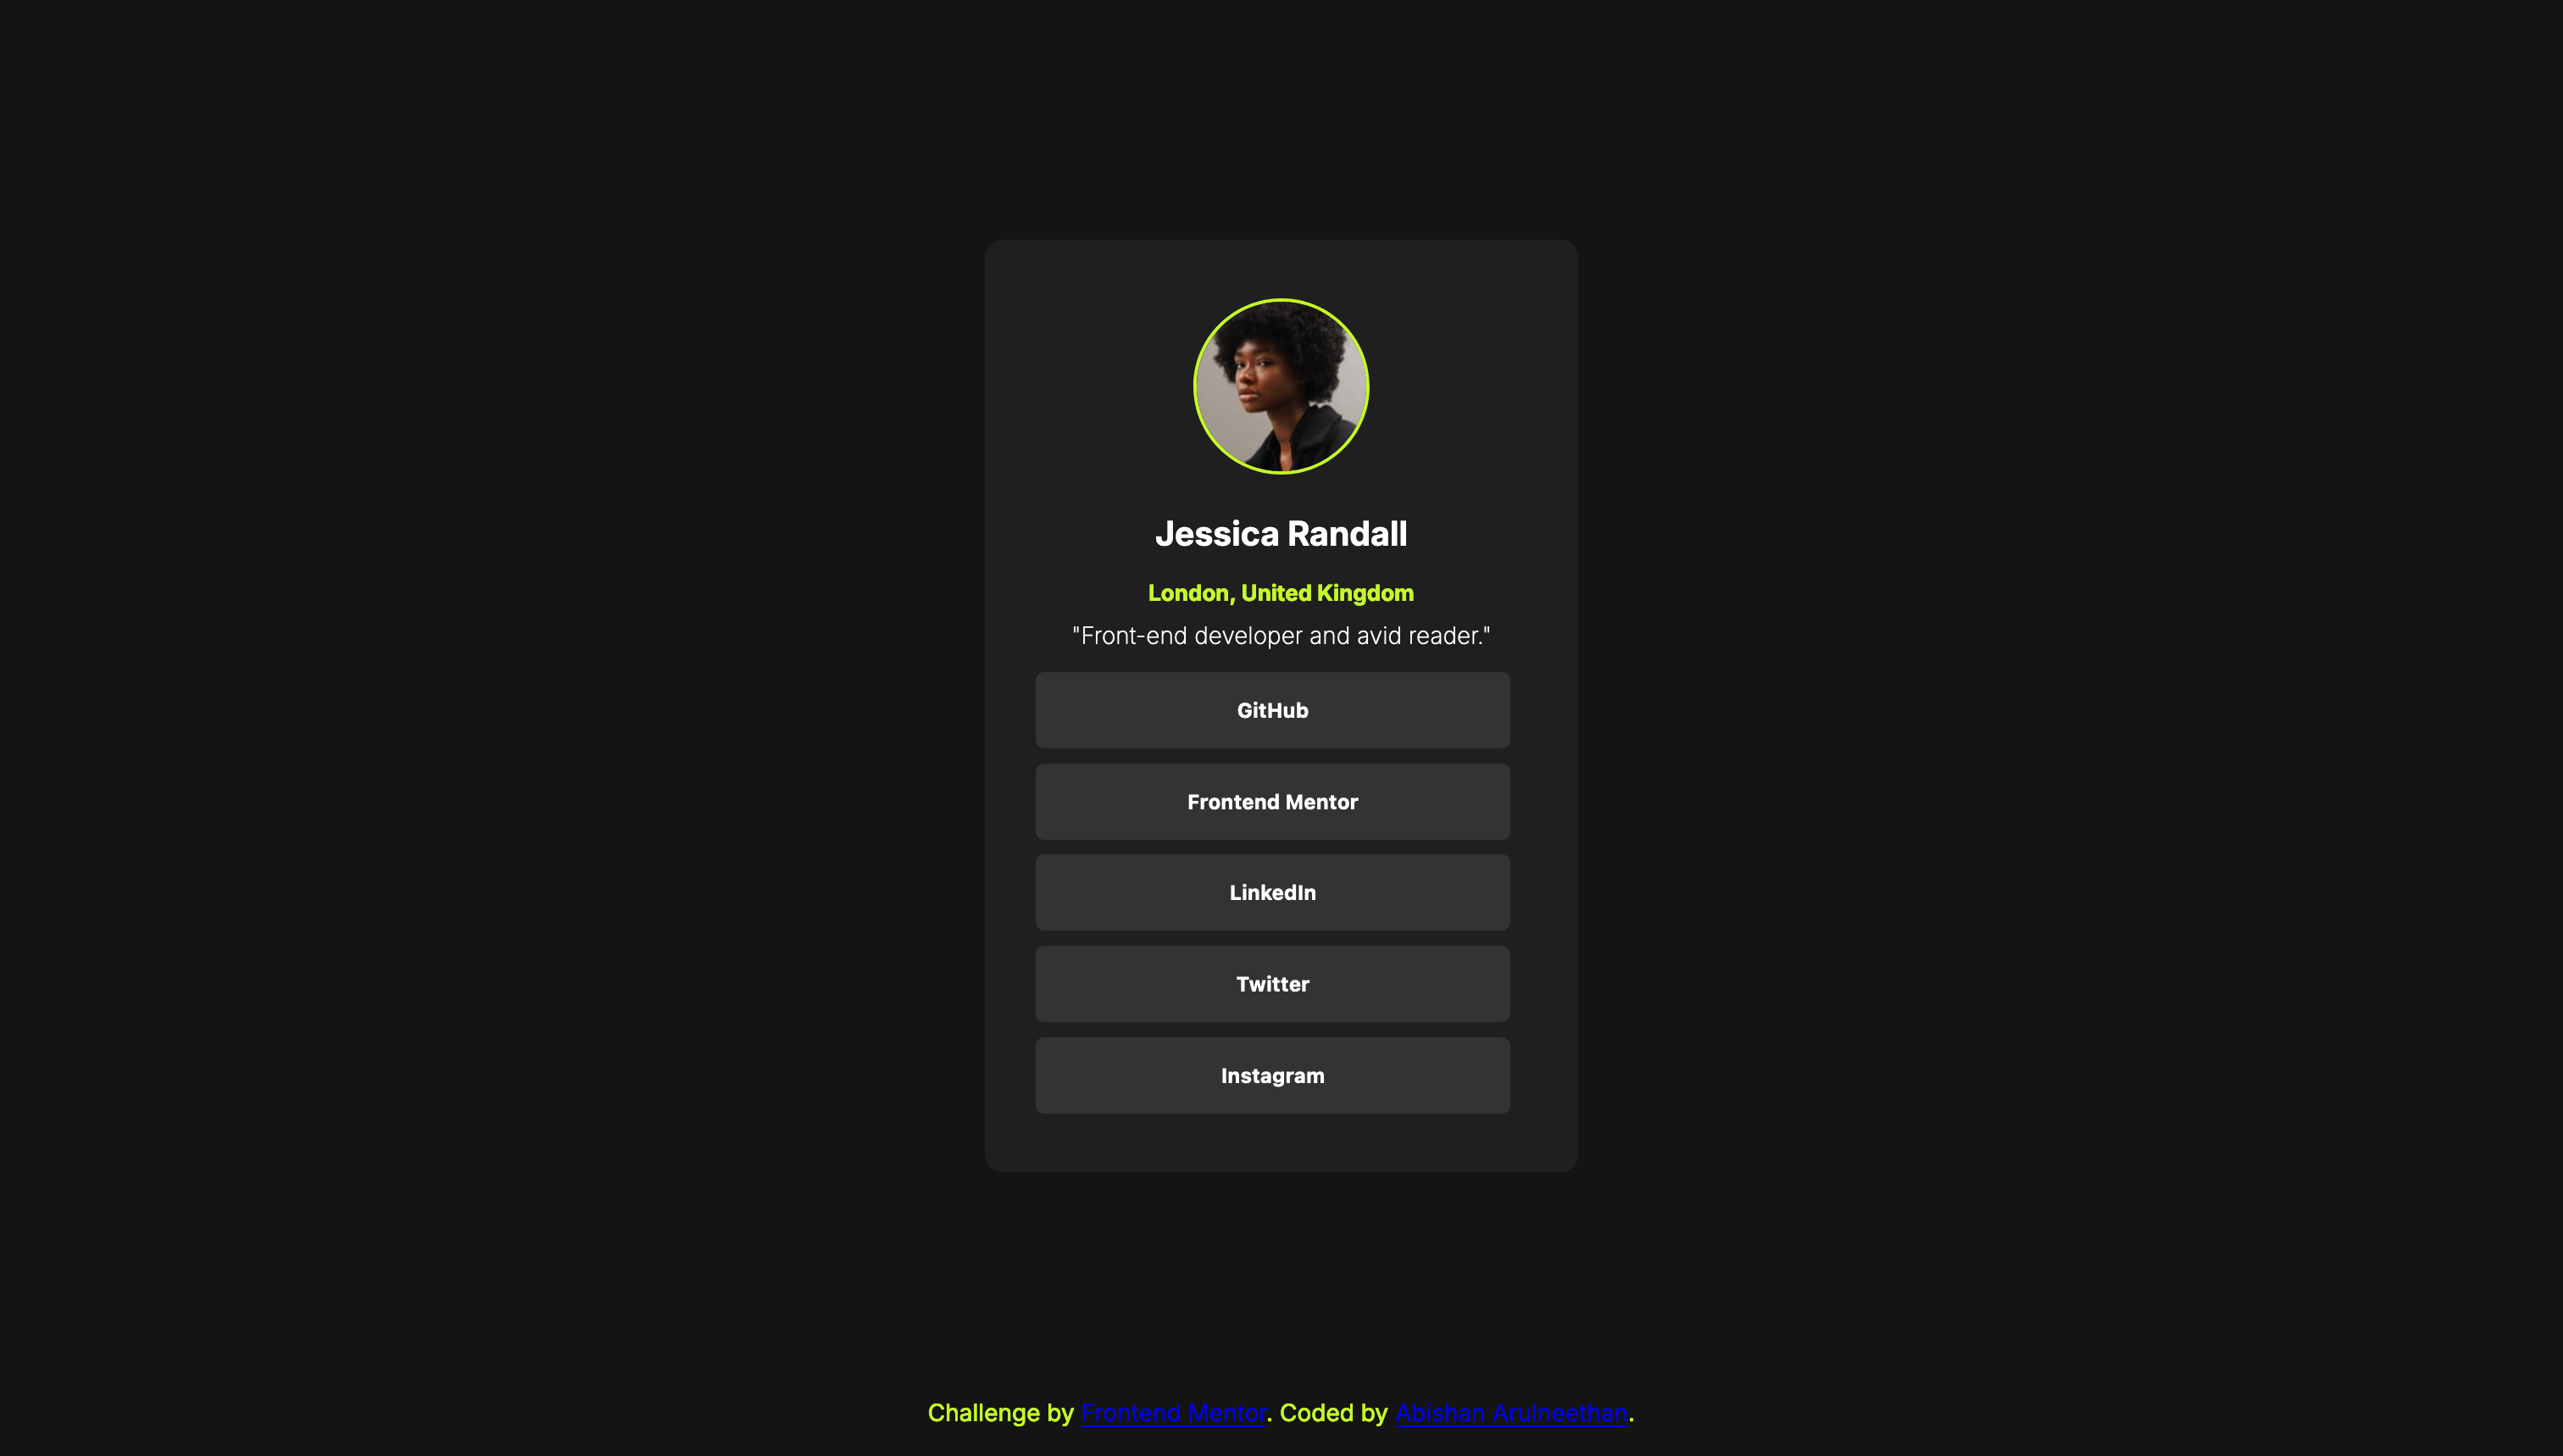 Jessica Randall
London, United Kingdom
"Front-end developer and avid reader."
GitHub
Frontend Mentor
LinkedIn
Twitter
Instagram
Challenge by Frontend Mentor. Coded by Abishan Arulneethan.